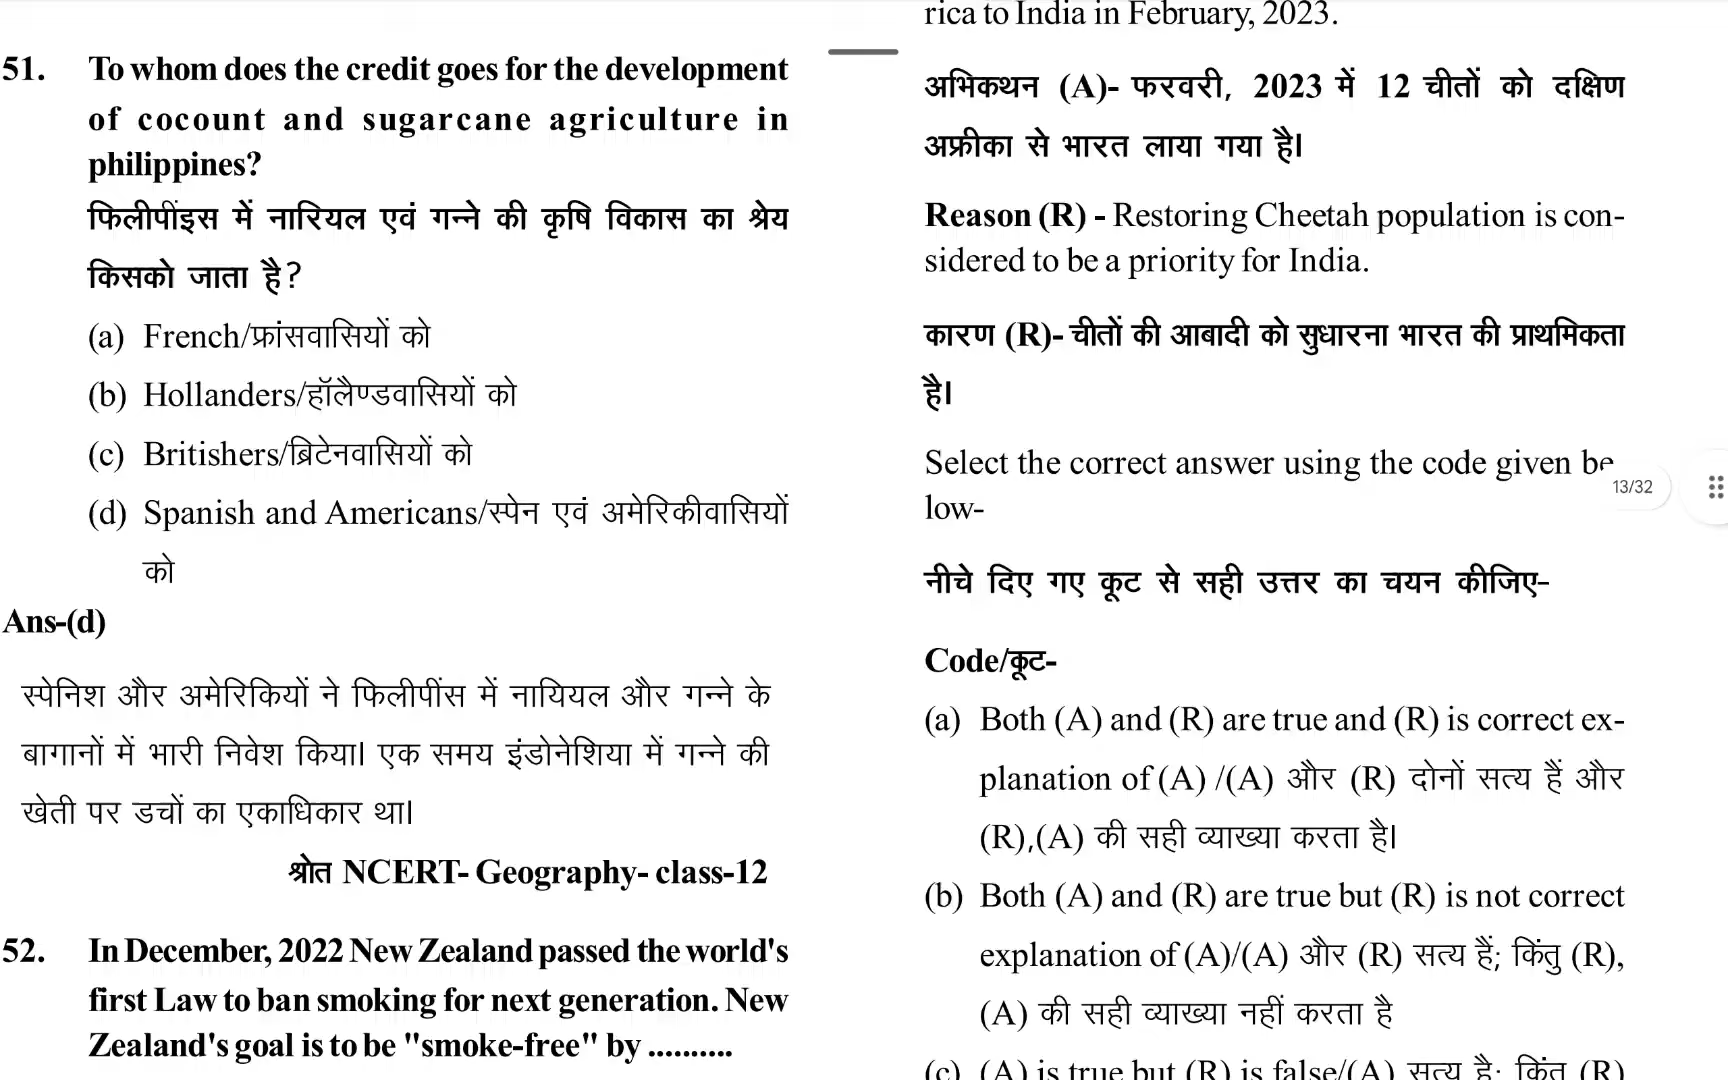 51. To whom does the credit goes for the development
of cocount and sugarcane agriculture in
philippines?
फिलीपींइस में नारियल एवं गन्ने की कृषि विकास का श्रेय
किसको जाता है?
(a) French/फ्रांसवासियों को
(b) Hollanders/हॉलैण्डवासियों को
(c) Britishers/ब्रिटेनवासियों को
(d) Spanish and Americans/स्पेन एवं अमेरिकीवासियों
को
Ans-(d)
स्पेनिश और अमेरिकियों ने फिलीपींस में नायियल और गन्ने के
बागानों में भारी निवेश किया। एक समय इंडोनेशिया में गन्ने की
खेती पर डचों का एकाधिकार था।
श्रोत NCERT- Geography- class-12
52. In December, 2022 New Zealand passed the world's
first Law to ban smoking for next generation. New
Zealand's goal is to be "smoke-free" by ..........
rica to India in February, 2023.
अभिकथन (A)- फरवरी, 2023 में 12 चीतों को दक्षिण
अफ्रीका से भारत लाया गया है।
Reason (R) - Restoring Cheetah population is con-
sidered to be a priority for India.
कारण (R)- चीतों की आबादी को सुधारना भारत की प्राथमिकता
है।
Select the correct answer using the code given be
low-
13/32
नीचे दिए गए कूट से सही उत्तर का चयन कीजिए-
Code/कूट-
(a) Both (A) and (R) are true and (R) is correct ex-
planation of (A) /(A) और (R) दोनों सत्य हैं और
(R),(A) की सही व्याख्या करता है।
(b) Both (A) and (R) are true but (R) is not correct
explanation of (A)/(A) और (R) सत्य हैं; किंतु (R),
(A) की सही व्याख्या नहीं करता है
(c) (A) is true but (R) is false/(A) सत्य है; किंतु (R)